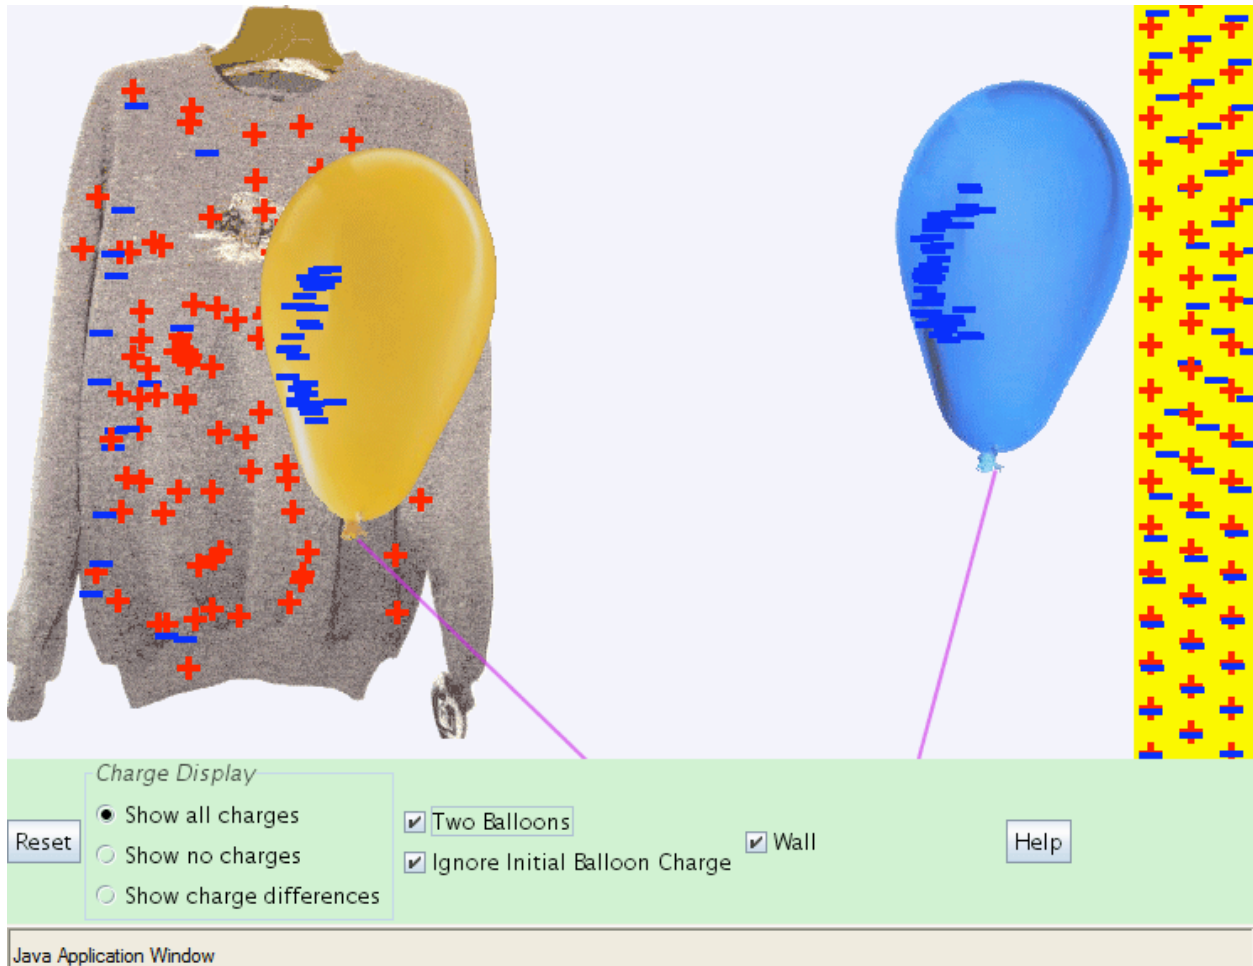 Charge Display
Show all charges
Show no charges
Show charge differences
Reset
Two Balloons
Ignore Initial Balloon Charge
Wall
Help
Java Application Window